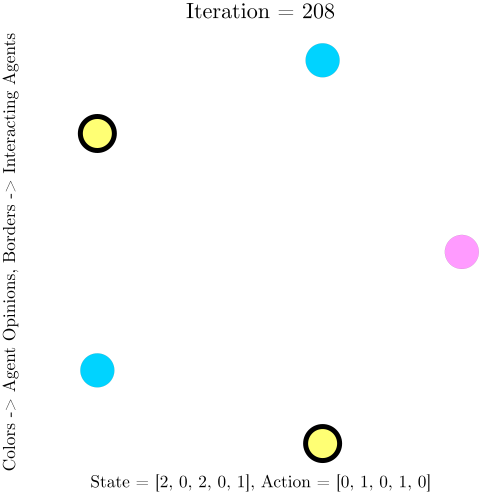 Iteration = 208
Colors -> Agent Opinions, Borders -> Interacting Agents
State = [2, 0, 2, 0, 1], Action = [0, 1, 0, 1, 0]